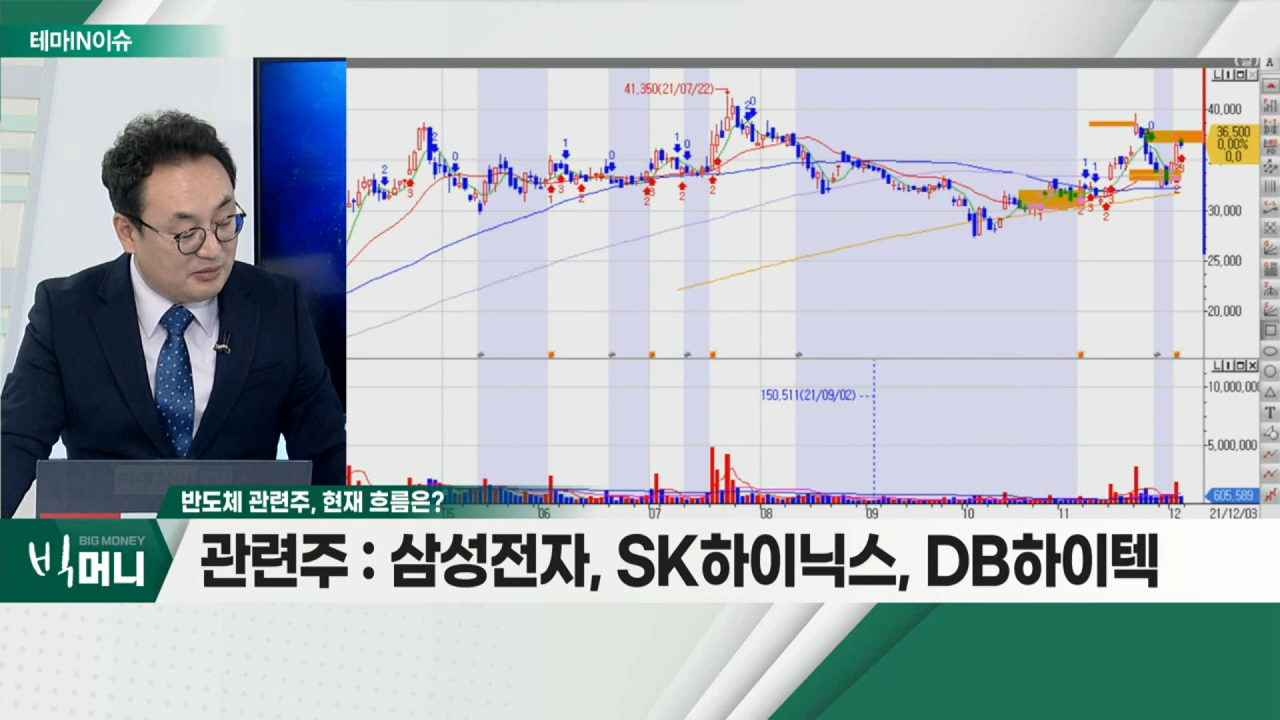 테마IN이슈
41,350(21/07/22)
40,000
36,500
0,00%
0,0
30,000
25,000
20,000
150,511(21/09/02)
10,000,000
5,000,000
605,589
05 06 07 08 09 10 11 12 21/12/03
반도체 관련주, 현재 흐름은?
BIG MONEY
빅머니
관련주 : 삼성전자, SK하이닉스, DB하이텍